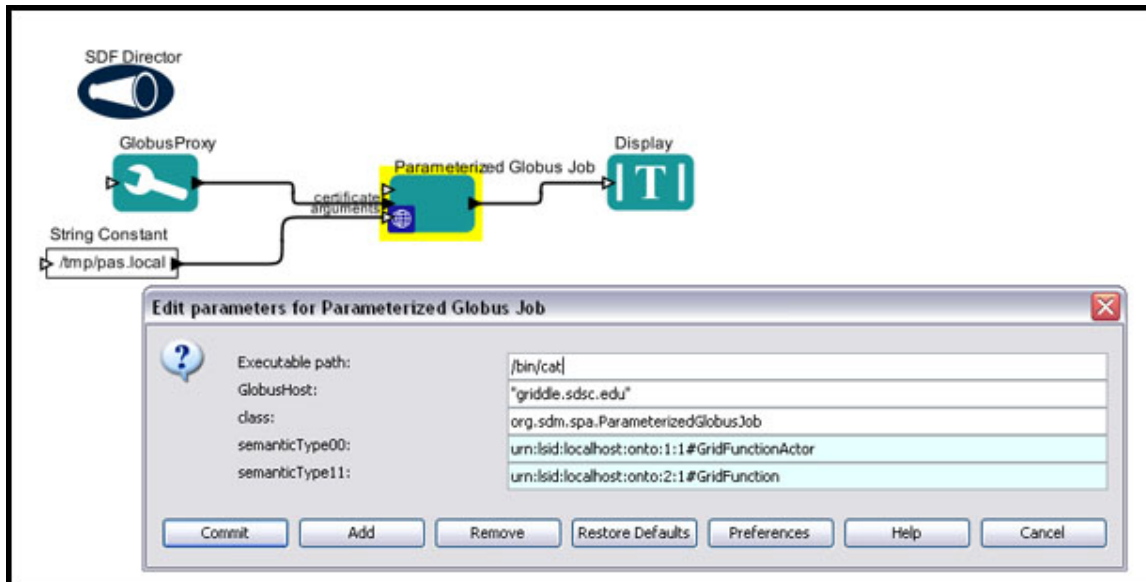 SDF Director
GlobusProxy
Parameterized Globus Job
Display
T
certificate
arguments
String Constant
/tmp/pas.local
Edit parameters for Parameterized Globus Job
?
Executable path: /bin/cat
GlobusHost: "griddle.sdsc.edu"
class: org.sdm.spa.ParameterizedGlobusJob
semanticType00: urn:lsid:localhost:onto:1:1#GridFunctionActor
semanticType11: urn:lsid:localhost:onto:2:1#GridFunction
Commit Add Remove Restore Defaults Preferences Help Cancel